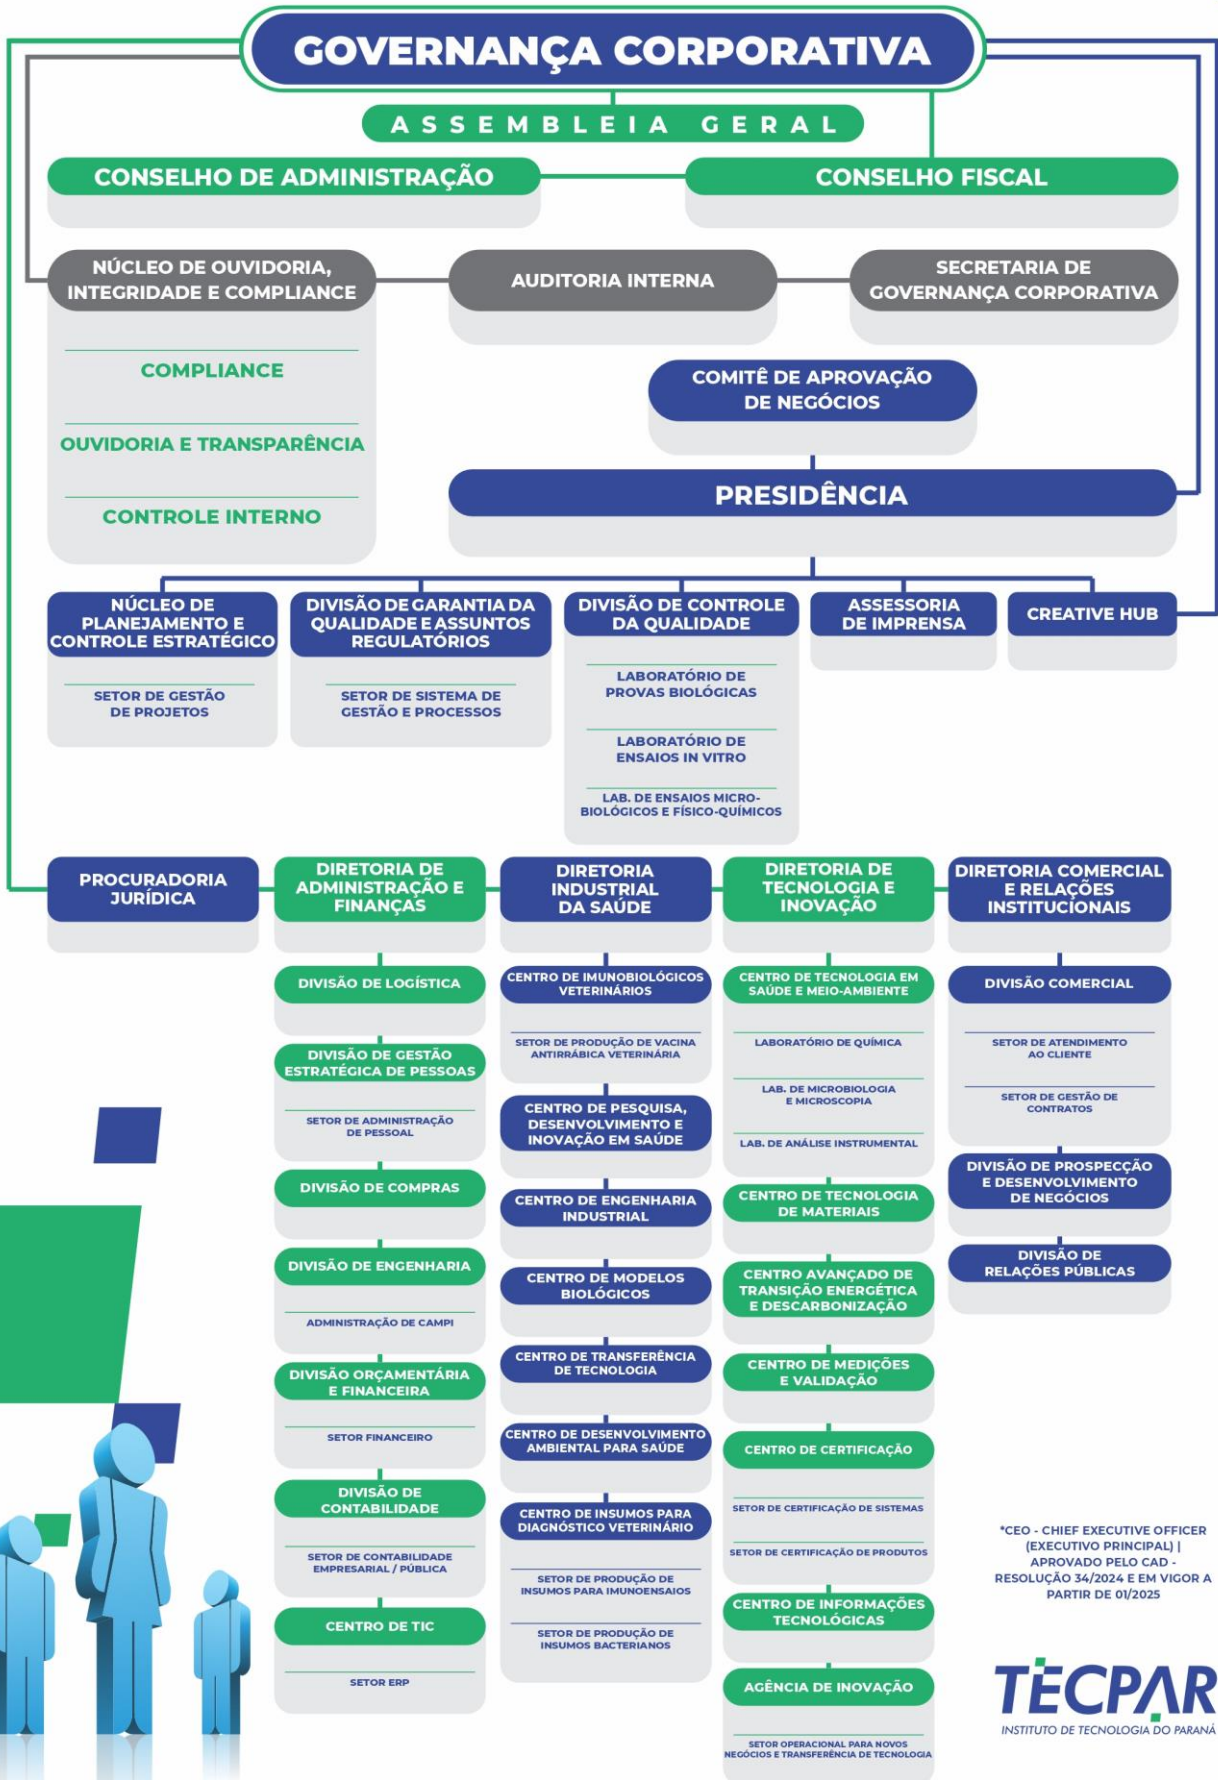 GOVERNANÇA CORPORATIVA
ASSEMBLEIA GERAL
CONSELHO DE ADMINISTRAÇÃO
CONSELHO FISCAL
NÚCLEO DE OUVIDORIA,
INTEGRIDADE E COMPLIANCE
COMPLIANCE
OUVIDORIA E TRANSPARÊNCIA
CONTROLE INTERNO
AUDITORIA INTERNA
SECRETARIA DE
GOVERNANÇA CORPORATIVA
COMITÊ DE APROVAÇÃO
DE NEGÓCIOS
PRESIDÊNCIA
NÚCLEO DE
PLANEJAMENTO E
CONTROLE ESTRATÉGICO
SETOR DE GESTÃO
DE PROJETOS
DIVISÃO DE GARANTIA DA
QUALIDADE E ASSUNTOS
REGULATÓRIOS
SETOR DE SISTEMA DE
GESTÃO E PROCESSOS
DIVISÃO DE CONTROLE
DA QUALIDADE
LABORATÓRIO DE
PROVAS BIOLÓGICAS
LABORATÓRIO DE
ENSAIOS IN VITRO
LAB. DE ENSAIOS MICRO-
BIOLÓGICOS E FÍSICO-QUÍMICOS
ASSESSORIA
DE IMPRENSA
CREATIVE HUB
PROCURADORIA
JURÍDICA
DIRETORIA DE
ADMINISTRAÇÃO E
FINANÇAS
DIVISÃO DE LOGÍSTICA
DIVISÃO DE GESTÃO
ESTRATÉGICA DE PESSOAS
SETOR DE ADMINISTRAÇÃO
DE PESSOAL
DIVISÃO DE COMPRAS
DIVISÃO DE ENGENHARIA
ADMINISTRAÇÃO DE CAMPI
DIVISÃO ORÇAMENTÁRIA
E FINANCEIRA
SETOR FINANCEIRO
DIVISÃO DE
CONTABILIDADE
SETOR DE CONTABILIDADE
EMPRESARIAL / PÚBLICA
CENTRO DE TIC
SETOR ERP
DIRETORIA
INDUSTRIAL
DA SAÚDE
CENTRO DE IMUNOBIOLÓGICOS
VETERINÁRIOS
SETOR DE PRODUÇÃO DE VACINA
ANTIRRÁBICA VETERINÁRIA
CENTRO DE PESQUISA,
DESENVOLVIMENTO E
INOVAÇÃO EM SAÚDE
CENTRO DE ENGENHARIA
INDUSTRIAL
CENTRO DE MODELOS
BIOLÓGICOS
CENTRO DE TRANSFERÊNCIA
DE TECNOLOGIA
CENTRO DE DESENVOLVIMENTO
AMBIENTAL PARA SAÚDE
CENTRO DE INSUMOS PARA
DIAGNÓSTICO VETERINÁRIO
SETOR DE PRODUÇÃO DE
INSUMOS PARA IMUNOENSAIOS
SETOR DE PRODUÇÃO DE
INSUMOS BACTERIANOS
DIRETORIA DE
TECNOLOGIA E
INOVAÇÃO
CENTRO DE TECNOLOGIA EM
SAÚDE E MEIO-AMBIENTE
LABORATÓRIO DE QUÍMICA
LAB. DE MICROBIOLOGIA
E MICROSCOPIA
LAB. DE ANÁLISE INSTRUMENTAL
CENTRO DE TECNOLOGIA
DE MATERIAIS
CENTRO AVANÇADO DE
TRANSIÇÃO ENERGÉTICA
E DESCARBONIZAÇÃO
CENTRO DE MEDIÇÕES
E VALIDAÇÃO
CENTRO DE CERTIFICAÇÃO
SETOR DE CERTIFICAÇÃO DE SISTEMAS
SETOR DE CERTIFICAÇÃO DE PRODUTOS
CENTRO DE INFORMAÇÕES
TECNOLÓGICAS
AGÊNCIA DE INOVAÇÃO
SETOR OPERACIONAL PARA NOVOS
NEGÓCIOS E TRANSFERÊNCIA DE TECNOLOGIA
DIRETORIA COMERCIAL
E RELAÇÕES
INSTITUCIONAIS
DIVISÃO COMERCIAL
SETOR DE ATENDIMENTO
AO CLIENTE
SETOR DE GESTÃO DE
CONTRATOS
DIVISÃO DE PROSPECÇÃO
E DESENVOLVIMENTO
DE NEGÓCIOS
DIVISÃO DE
RELAÇÕES PÚBLICAS
*CEO - CHIEF EXECUTIVE OFFICER
(EXECUTIVO PRINCIPAL) |
APROVADO PELO CAD -
RESOLUÇÃO 34/2024 E EM VIGOR A
PARTIR DE 01/2025
TECPAR
INSTITUTO DE TECNOLOGIA DO PARANÁ